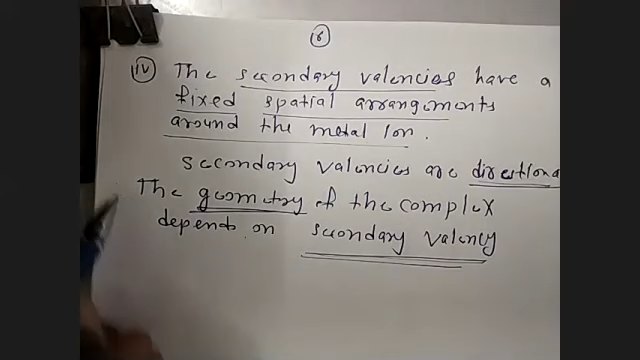 6
iv The secondary valencies have a
fixed spatial arrangements
around the metal ion.
Secondary valencies are directiona
The geometry of the complex
depends on secondary valency